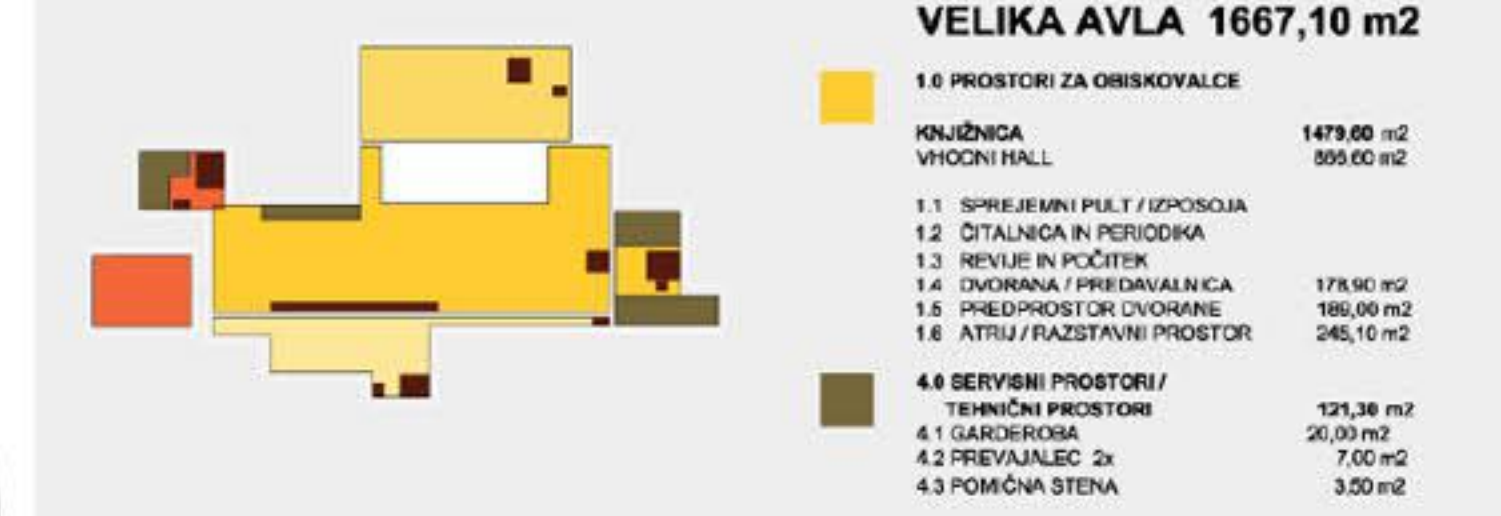 VELIKA AVLA 1667,10 m2
1.0 PROSTORI ZA OBISKOVALCE
KNJIŽNICA 1479,60 m2
VHODNI HALL 866,60 m2
1.1 SPREJEMNI PULT / IZPOSOJA
1.2 ČITALNICA IN PERIODIKA
1.3 REVIJE IN POČITEK
1.4 DVORANA / PREDAVALNICA 178,90 m2
1.5 PREDPROSTOR DVORANE 189,00 m2
1.6 ATRIJ / RAZSTAVNI PROSTOR 245,10 m2
4.0 SERVISNI PROSTORI /
TEHNIČNI PROSTORI 121,30 m2
4.1 GARDEROBA 20,00 m2
4.2 PREVAJALEC 2x 7,00 m2
4.3 POMIČNA STENA 3,50 m2